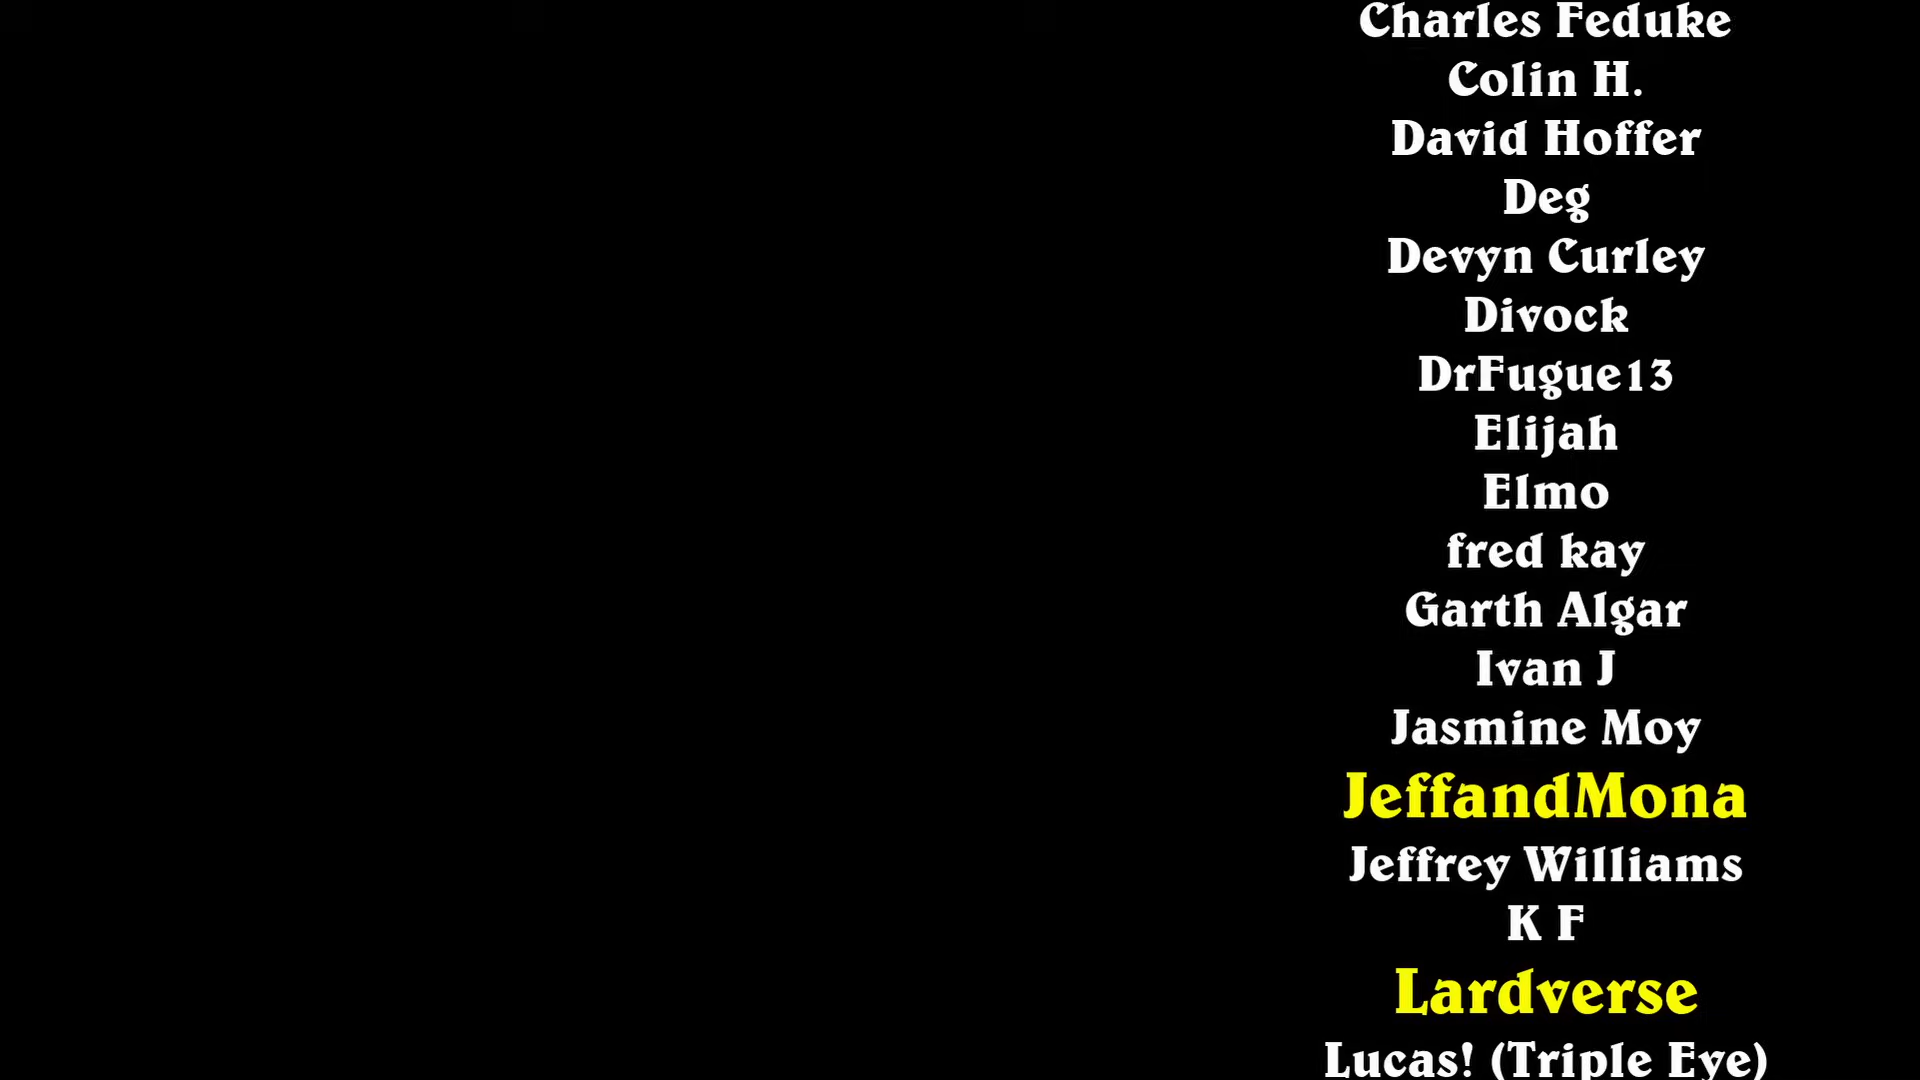 Charles Feduke
Colin H.
David Hoffer
Deg
Devyn Curley
Divock
DrFugue13
Elijah
Elmo
fred kay
Garth Algar
Ivan J
Jasmine Moy
JeffandMona
Jeffrey Williams
K F
Lardverse
Lucas! (Triple Eye)